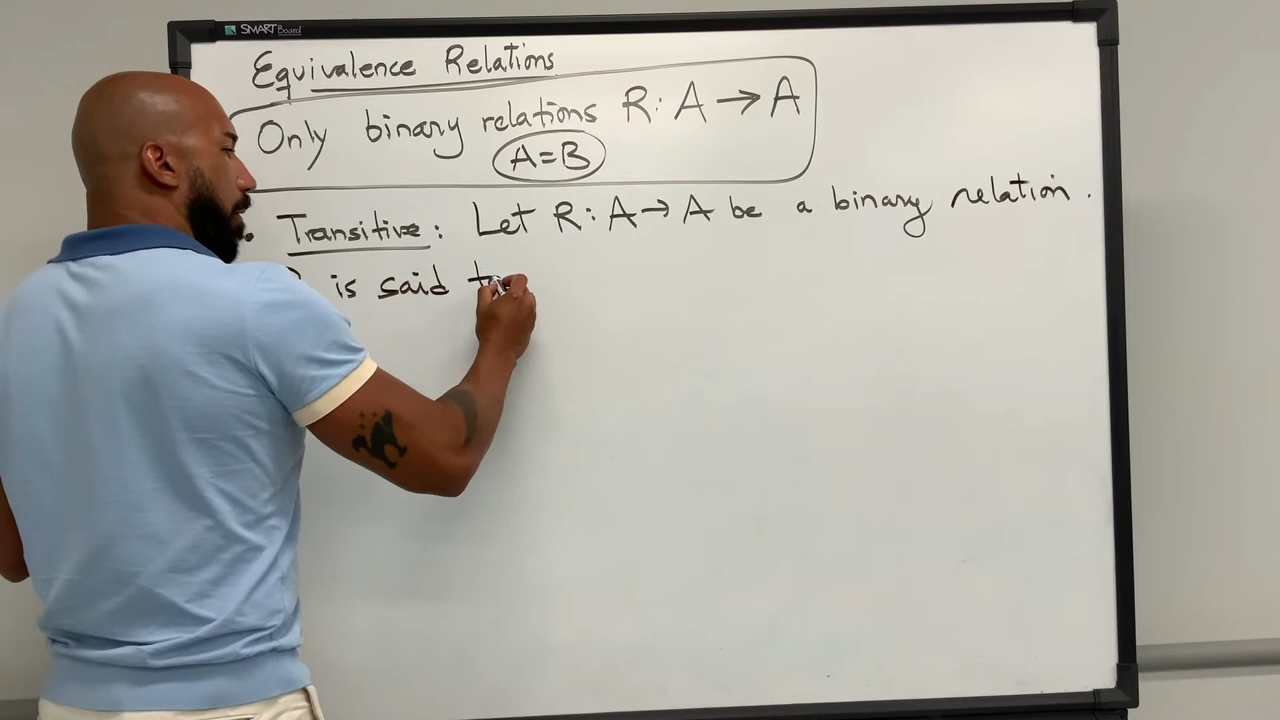 SMART Board
Equivalence Relations
Only binary relations R: A → A
A = B
• Transitive: Let R: A → A be a binary relation.
is said